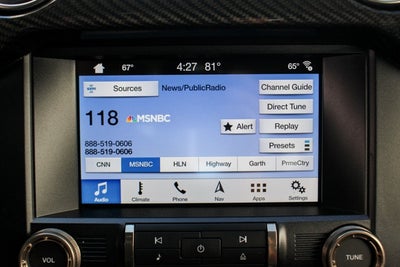 67° 4:27 81° 65°
Sources News/PublicRadio Channel Guide
Direct Tune
118 MSNBC
Alert Replay
888-519-0606
888-519-0606 Presets
CNN MSNBC HLN Highway Garth PrmeCtry
Audio Climate Phone Nav Apps Settings
VOL TUNE